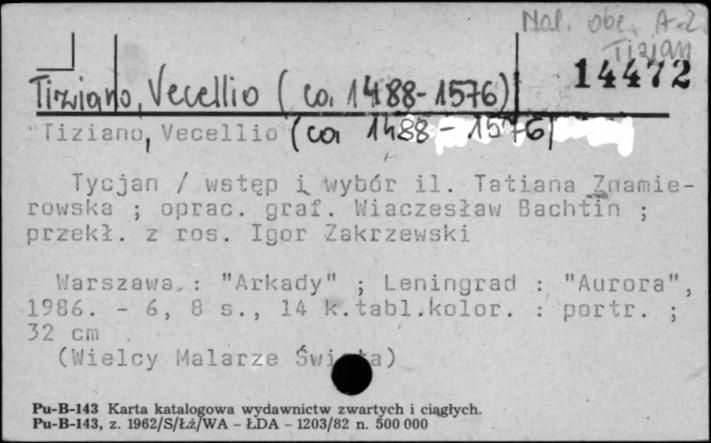 Mal. obc. A-Z
Tizian
14472
Tiziano, Vecellio (ca. 1488-1576)
Tiziano, Vecellio (ca 1488-1576)
Tycjan / wstęp i wybór il. Tatiana Znamie-
rowska ; oprac. graf. Wiaczesław Bachtin ;
przekł. z ros. Igor Zakrzewski
Warszawa : "Arkady" ; Leningrad : "Aurora",
1986. - 6, 8 s., 14 k.tabl.kolor. : portr. ;
32 cm
(Wielcy Malarze Świata)
Pu-B-143 Karta katalogowa wydawnictw zwartych i ciągłych.
Pu-B-143, z. 1962/S/Łż/WA - ŁDA - 1203/82 n. 500 000